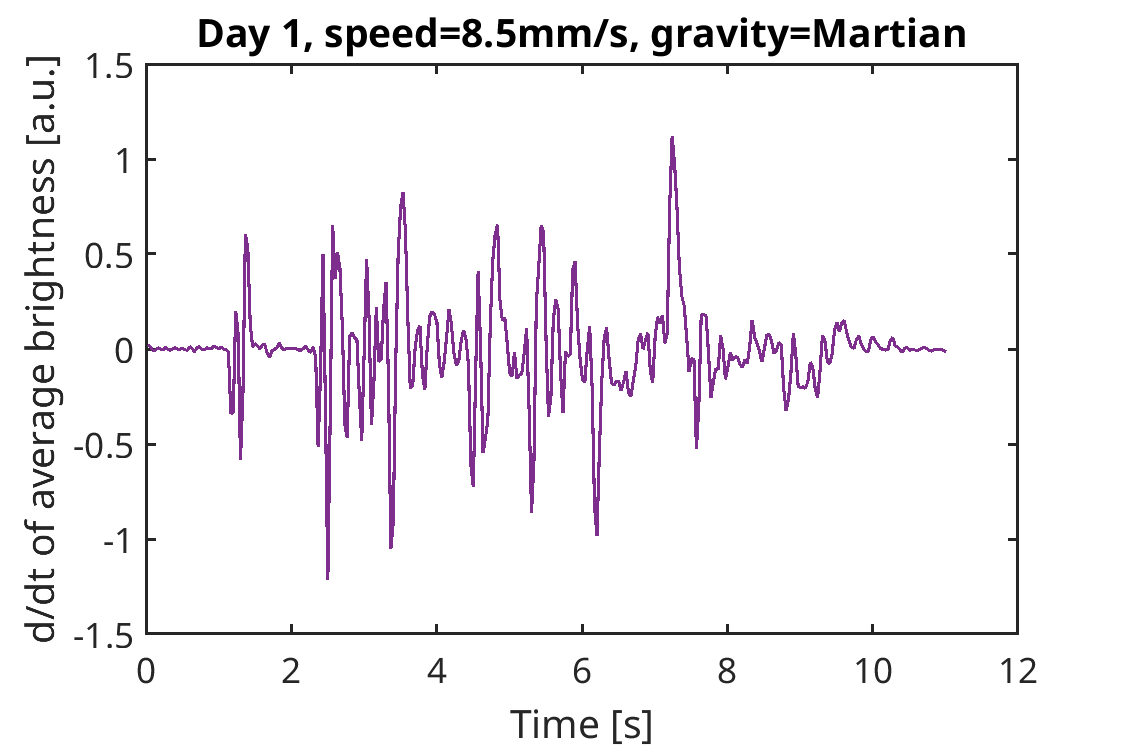 Day 1, speed=8.5mm/s, gravity=Martian
d/dt of average brightness [a.u.]
1.5
1
0.5
0
-0.5
-1
-1.5
0 2 4 6 8 10 12
Time [s]